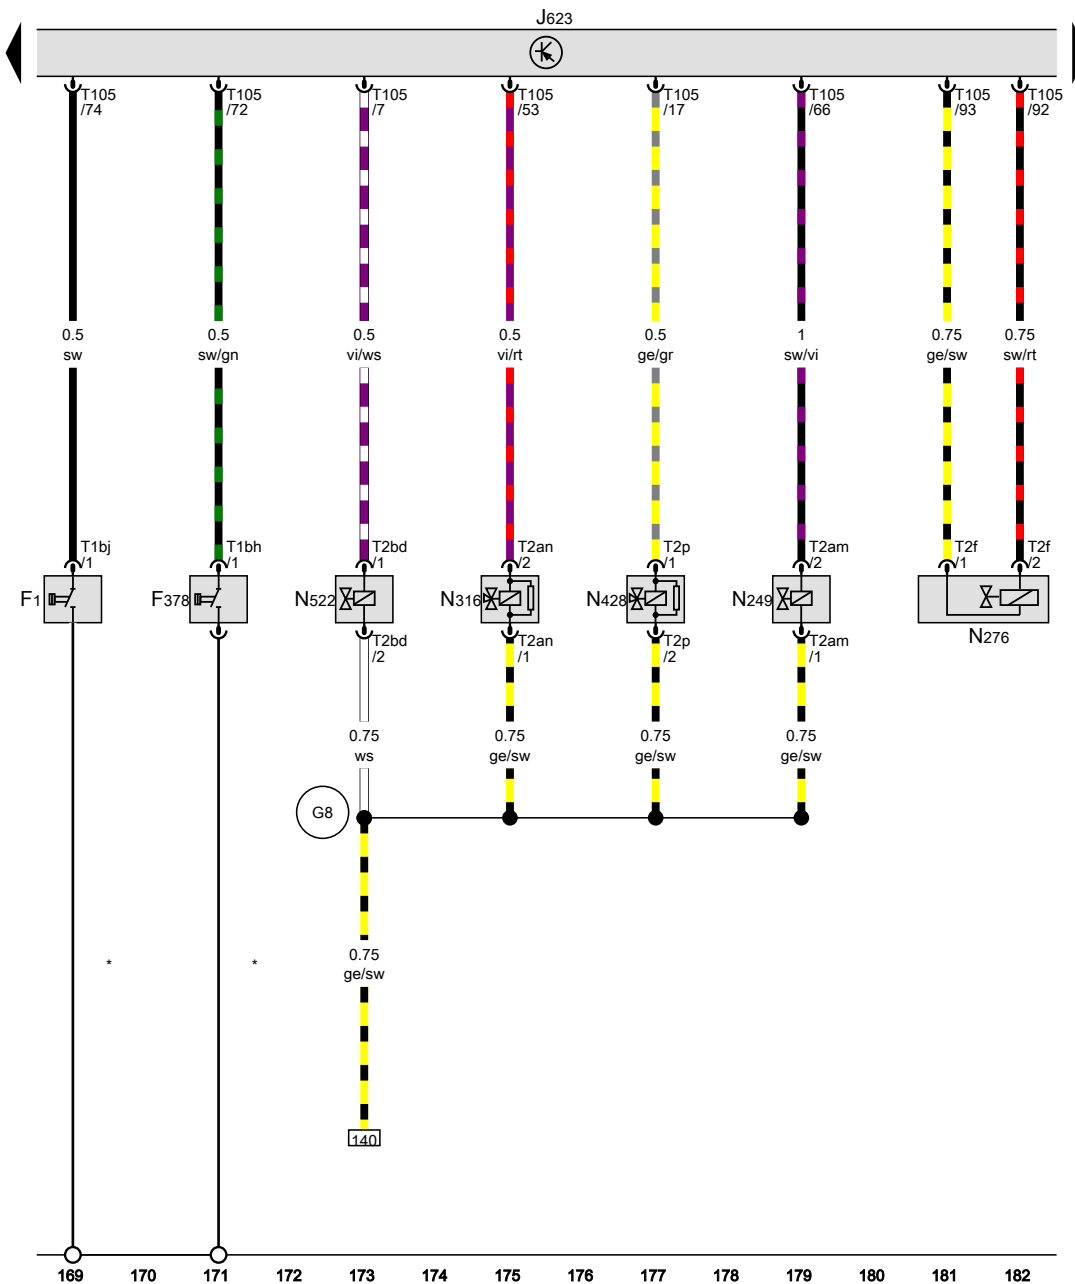 J623
T105 T105 T105 T105 T105 T105 T105 T105
/74 /72 /7 /53 /17 /66 /93 /92
0.5 0.5 0.5 0.5 0.5 1 0.75 0.75
sw sw/gn vi/ws vi/rt ge/gr sw/vi ge/sw sw/rt
T1bj T1bh T2bd T2an T2p T2am T2f T2f
/1 /1 /1 /2 /1 /2 /1 /2
F1 F378 N522 N316 N428 N249
N276
T2bd T2an T2p T2am
/2 /1 /2 /1
0.75 0.75 0.75 0.75
ws ge/sw ge/sw ge/sw
G8
0.75
ge/sw
* *
140
169 170 171 172 173 174 175 176 177 178 179 180 181 182